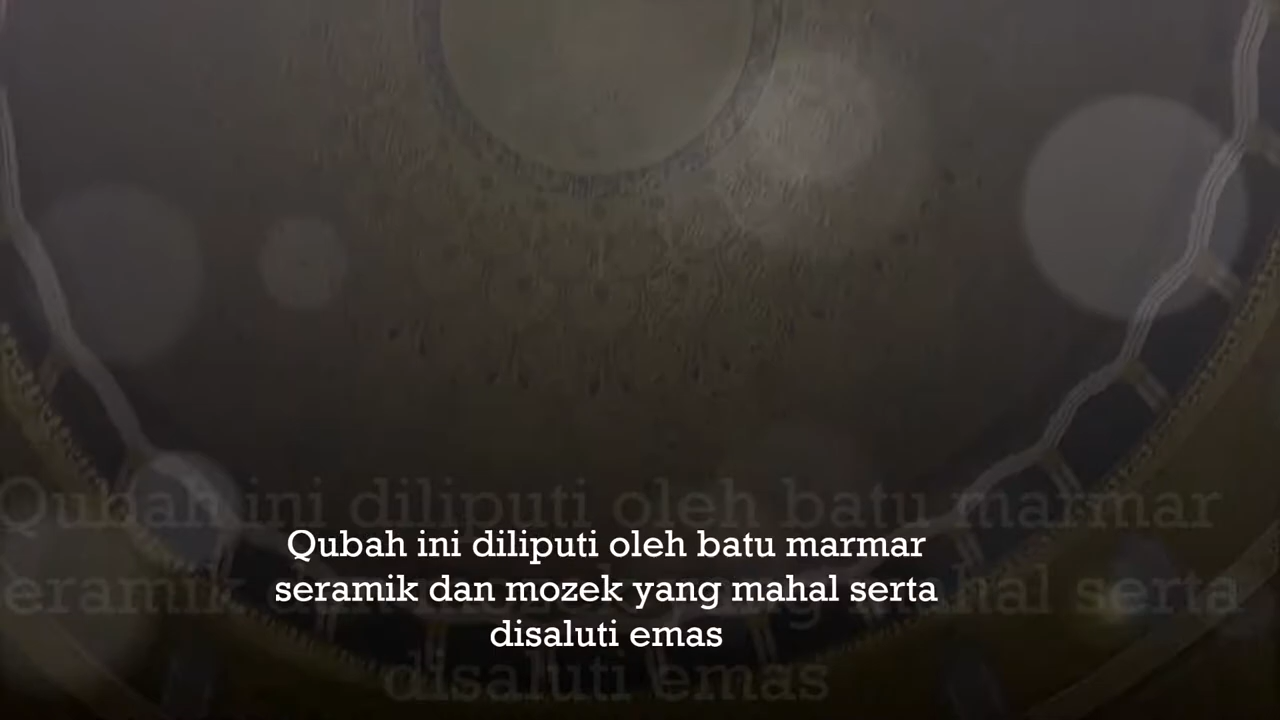 Qubah ini diliputi oleh batu marmar
seramik dan mozek yang mahal serta
disaluti emas